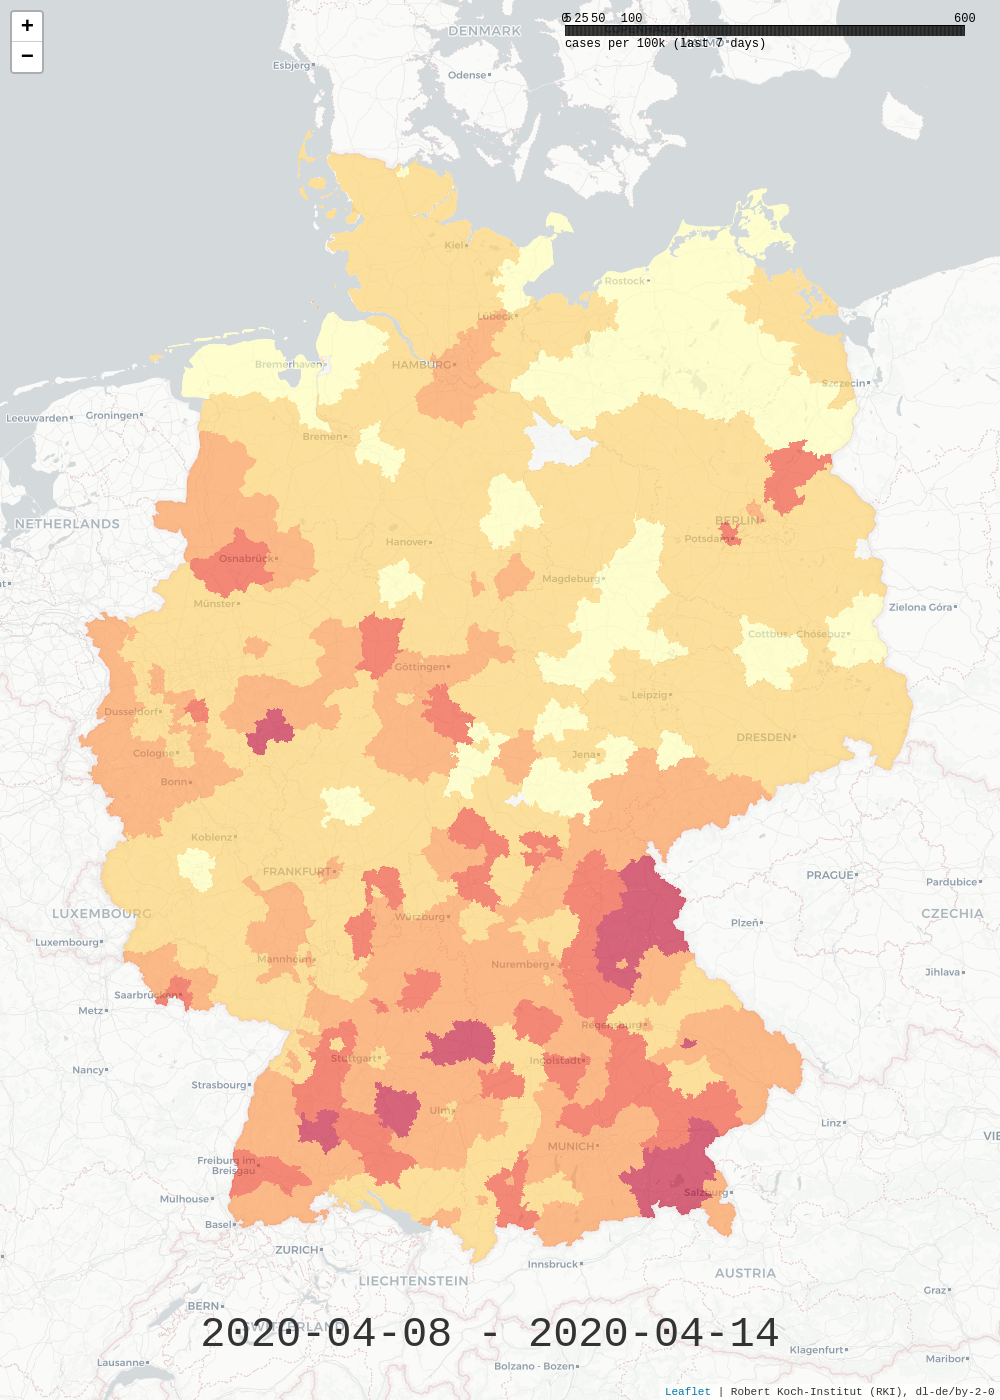 +
−
0 5 25 50 100 600
cases per 100k (last 7 days)
DENMARK
Esbjerg
Odense
Kiel
Rostock
Lübeck
Bremerhaven
HAMBURG
Szczecin
Leeuwarden
Groningen
Bremen
NETHERLANDS
BERLIN
Potsdam
Hanover
Osnabrück
Magdeburg
Münster
Zielona Góra
Cottbus - Chóśebuz
Göttingen
Leipzig
Dusseldorf
DRESDEN
Cologne
Jena
Bonn
Koblenz
FRANKFURT
PRAGUE
Pardubice
LUXEMBOURG
Würzburg
Plzeň
CZECHIA
Luxembourg
Mannheim
Nuremberg
Jihlava
Saarbrücken
Metz
Regensburg
Stuttgart
Ingolstadt
Nancy
Strasbourg
Ulm
Linz
VIE
MUNICH
Freiburg im
Breisgau
Mulhouse
Salzburg
Basel
ZURICH
Innsbruck
LIECHTENSTEIN
AUSTRIA
Graz
BERN
SWITZERLAND
2020-04-08 - 2020-04-14
Klagenfurt
Lausanne
Bolzano - Bozen
Maribor
Leaflet | Robert Koch-Institut (RKI), dl-de/by-2-0